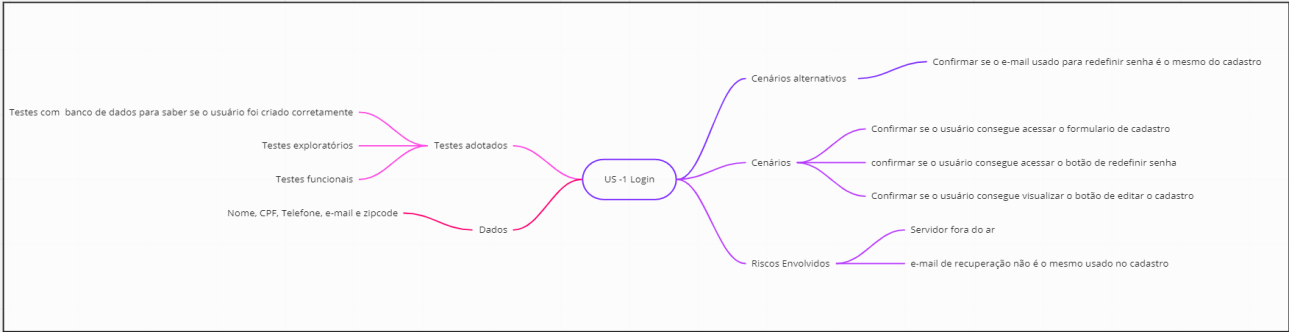 Confirmar se o e-mail usado para redefinir senha é o mesmo do cadastro
Cenários alternativos
Testes com  banco de dados para saber se o usuário foi criado corretamente
Confirmar se o usuário consegue acessar o formulario de cadastro
Testes exploratórios
Testes adotados
Cenários
confirmar se o usuário consegue acessar o botão de redefinir senha
Testes funcionais
US -1 Login
Confirmar se o usuário consegue visualizar o botão de editar o cadastro
Nome, CPF, Telefone, e-mail e zipcode
Dados
Servidor fora do ar
Riscos Envolvidos
e-mail de recuperação não é o mesmo usado no cadastro